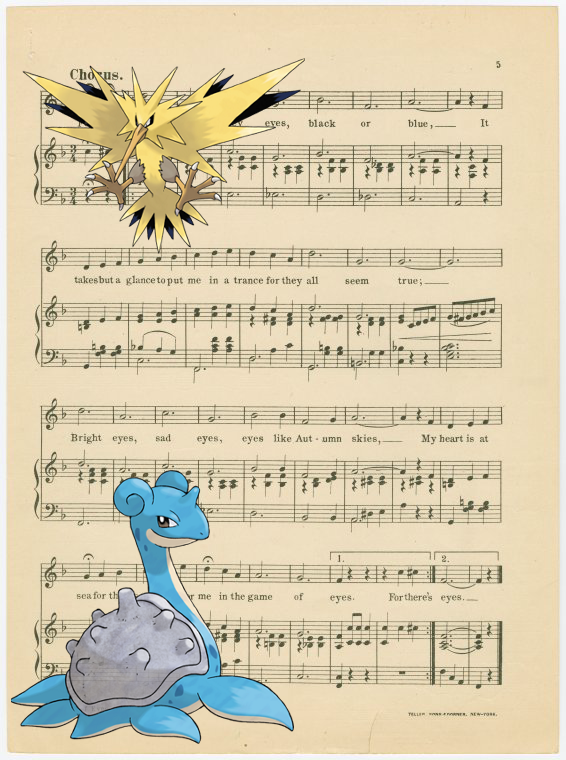 5
Chorus.
eyes, black or blue, It
takes but a glance to put me in a trance for they all seem true;
Bright eyes, sad eyes, eyes like Aut-umn skies, My heart is at
1. 2.
sea for me in the game of eyes. For there's eyes.
TELLER, SONS & DORNER, NEW-YORK.